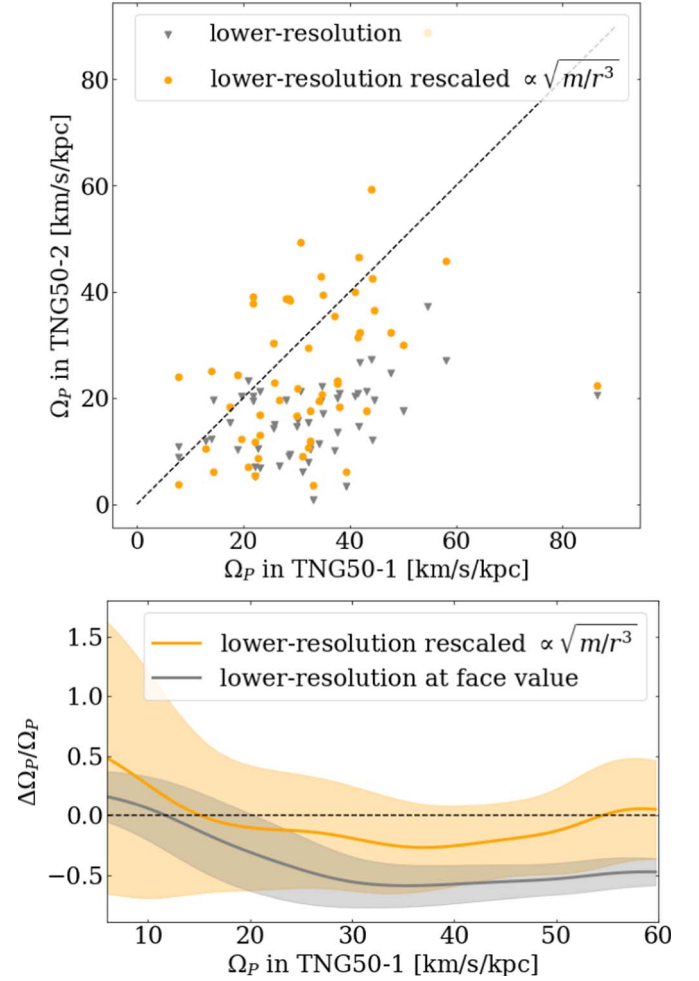 lower-resolution
lower-resolution rescaled ∝√m/r³
80
60
40
20
0
Ω_P in TNG50-2 [km/s/kpc]
0 20 40 60 80
Ω_P in TNG50-1 [km/s/kpc]
lower-resolution rescaled ∝√m/r³
lower-resolution at face value
1.5
1.0
0.5
0.0
−0.5
ΔΩ_P/Ω_P
10 20 30 40 50 60
Ω_P in TNG50-1 [km/s/kpc]